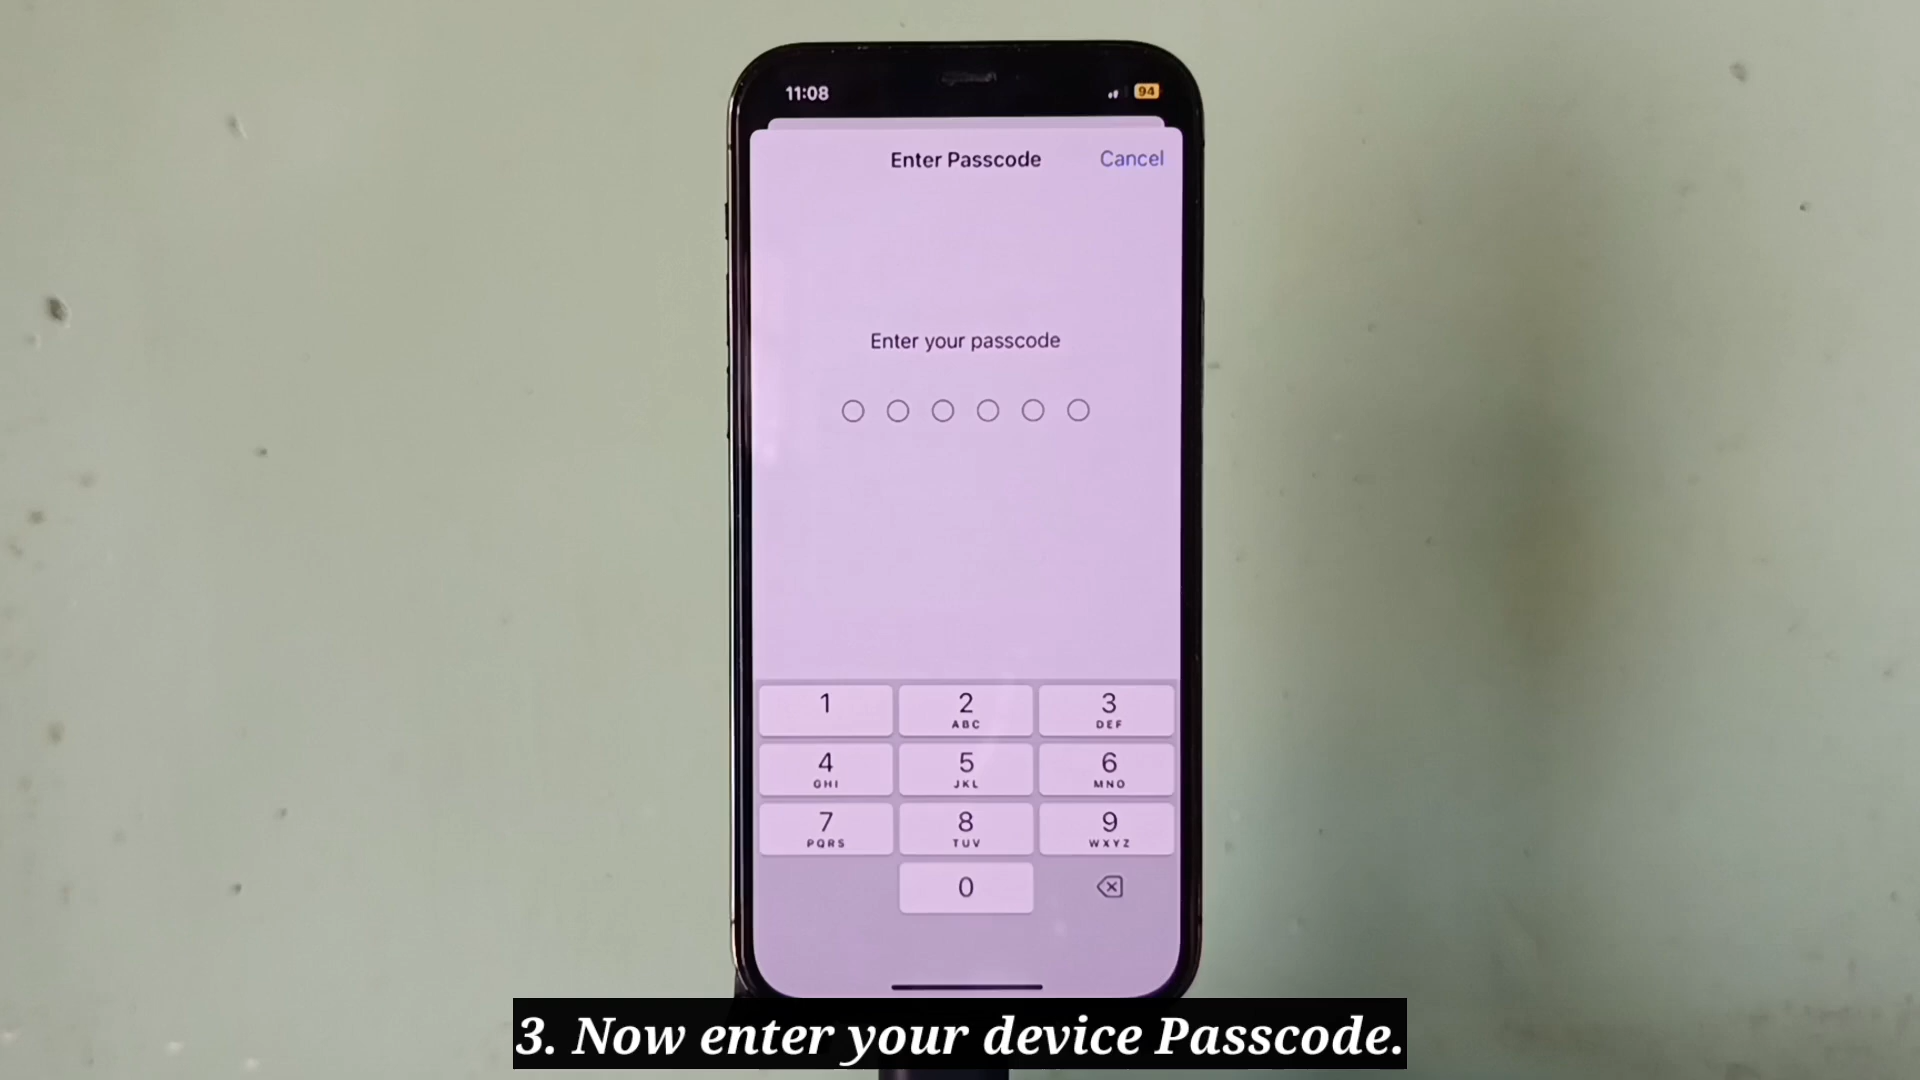 11:08 94
Enter Passcode Cancel
Enter your passcode
1 2 3
ABC DEF
4 5 6
GHI JKL MNO
7 8 9
PQRS TUV WXYZ
0
3. Now enter your device Passcode.